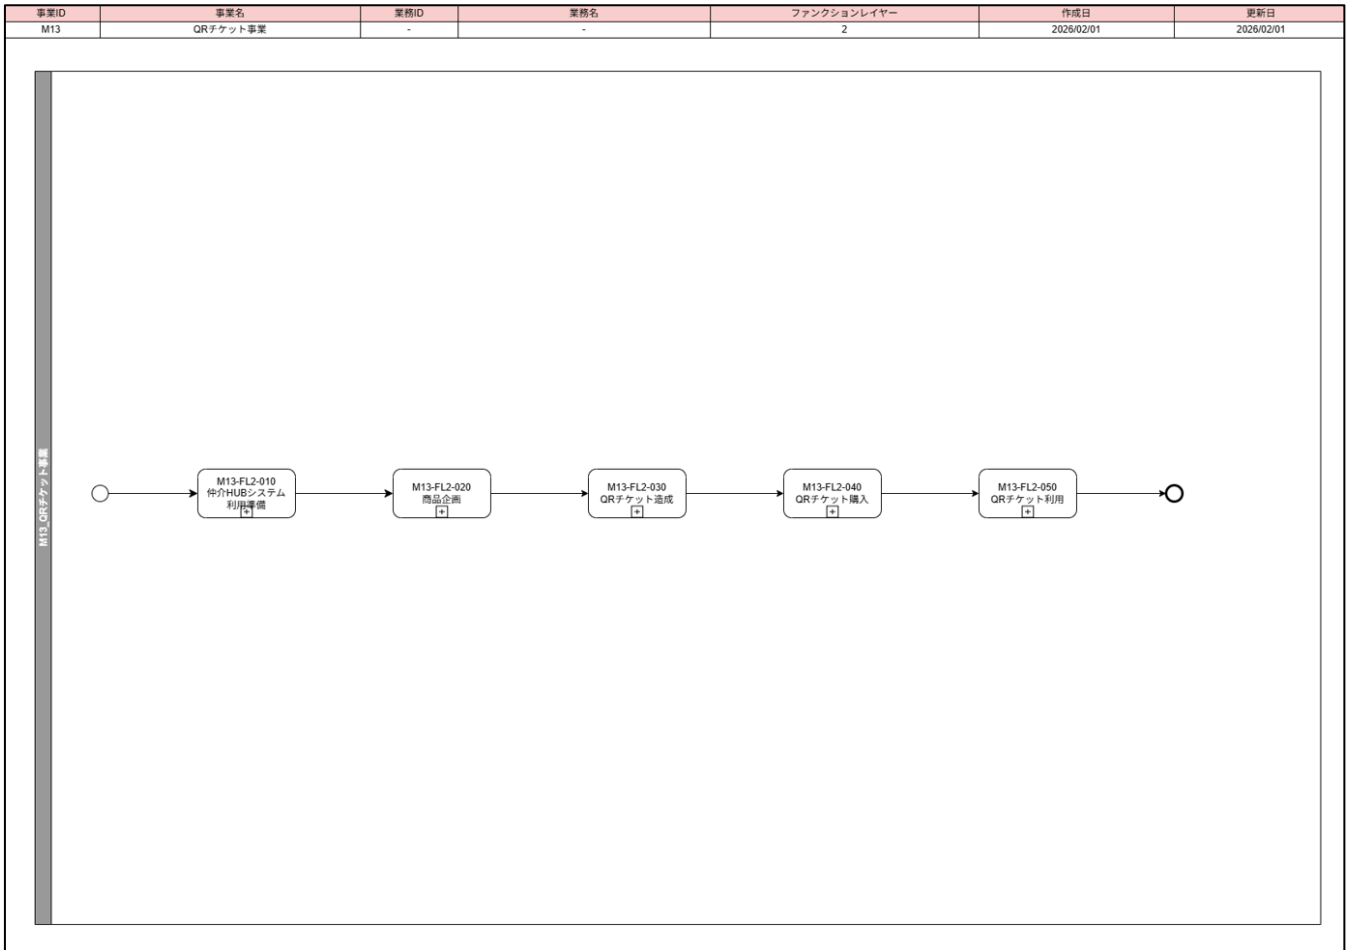 事業ID 事業名 業務ID 業務名 ファンクションレイヤー 作成日 更新日
M13 QRチケット事業 - - 2 2026/02/01 2026/02/01
M13_QRチケット事業
M13-FL2-010
仲介HUBシステム
利用準備
M13-FL2-020
商品企画
M13-FL2-030
QRチケット造成
M13-FL2-040
QRチケット購入
M13-FL2-050
QRチケット利用